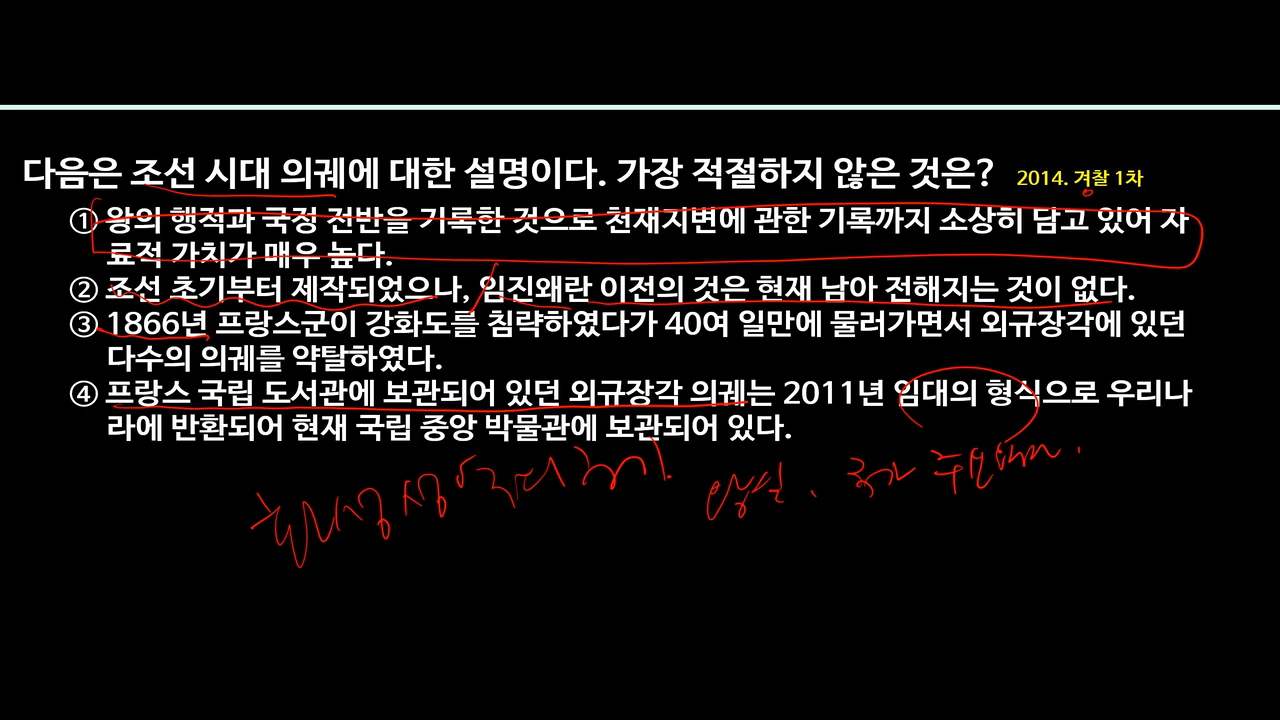 다음은 조선 시대 의궤에 대한 설명이다. 가장 적절하지 않은 것은? 2014. 경찰 1차
① 왕의 행적과 국정 전반을 기록한 것으로 천재지변에 관한 기록까지 소상히 담고 있어 자
료적 가치가 매우 높다.
② 조선 초기부터 제작되었으나, 임진왜란 이전의 것은 현재 남아 전해지는 것이 없다.
③ 1866년 프랑스군이 강화도를 침략하였다가 40여 일만에 물러가면서 외규장각에 있던
다수의 의궤를 약탈하였다.
④ 프랑스 국립 도서관에 보관되어 있던 외규장각 의궤는 2011년 임대의 형식으로 우리나
라에 반환되어 현재 국립 중앙 박물관에 보관되어 있다.